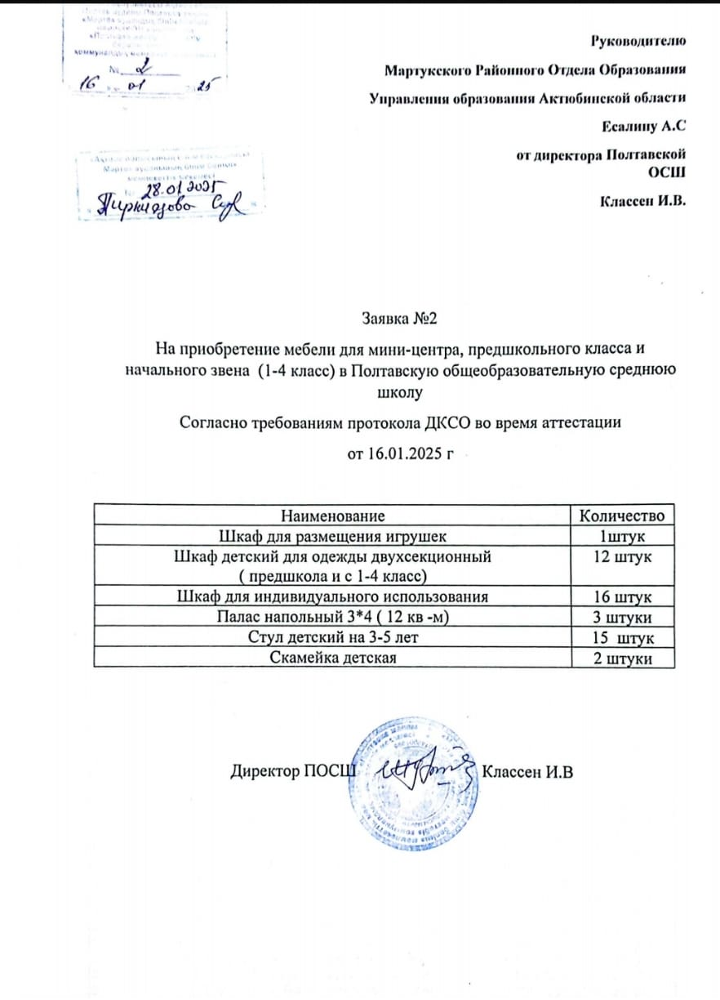 № 2
16 01 2025
28.01.2025
Руководителю
Мартукского Районного Отдела Образования
Управления образования Актюбинской области
Есалину А.С
от директора Полтавской
ОСШ
Классен И.В.
Заявка №2
На приобретение мебели для мини-центра, предшкольного класса и
начального звена (1-4 класс) в Полтавскую общеобразовательную среднюю
школу
Согласно требованиям протокола ДКСО во время аттестации
от 16.01.2025 г
Наименование Количество
Шкаф для размещения игрушек 1штук
Шкаф детский для одежды двухсекционный 12 штук
( предшкола и с 1-4 класс)
Шкаф для индивидуального использования 16 штук
Палас напольный 3*4 ( 12 кв -м) 3 штуки
Стул детский на 3-5 лет 15 штук
Скамейка детская 2 штуки
Директор ПОСШ Классен И.В